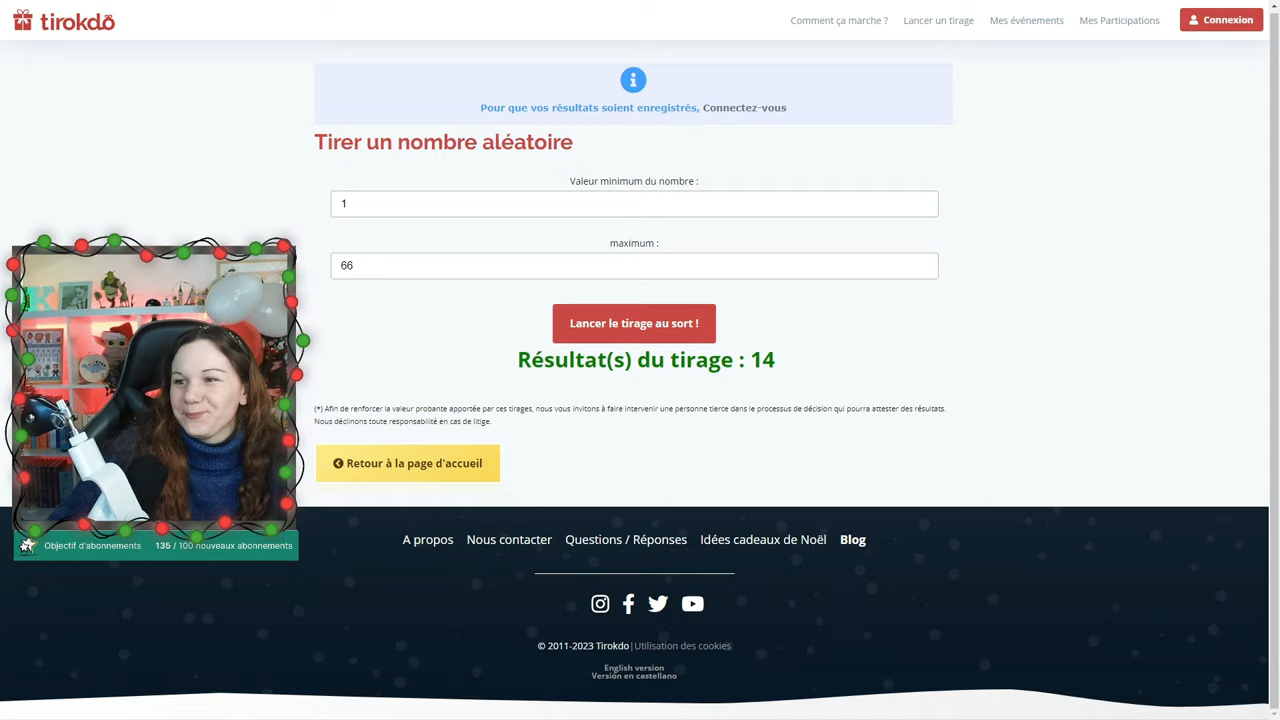 tirokdo
Comment ça marche ?
Lancer un tirage
Mes événements
Mes Participations
Connexion
Pour que vos résultats soient enregistrés, Connectez-vous
Tirer un nombre aléatoire
Valeur minimum du nombre :
1
maximum :
66
Lancer le tirage au sort !
Résultat(s) du tirage : 14
(*) Afin de renforcer la valeur probante apportée par ces tirages, nous vous invitons à faire intervenir une personne tierce dans le processus de décision qui pourra attester des résultats.
Nous déclinons toute responsabilité en cas de litige.
Retour à la page d'accueil
Objectif d'abonnements 135 / 100 nouveaux abonnements
A propos
Nous contacter
Questions / Réponses
Idées cadeaux de Noël
Blog
© 2011-2023 Tirokdo|Utilisation des cookies
English version
Versión en castellano